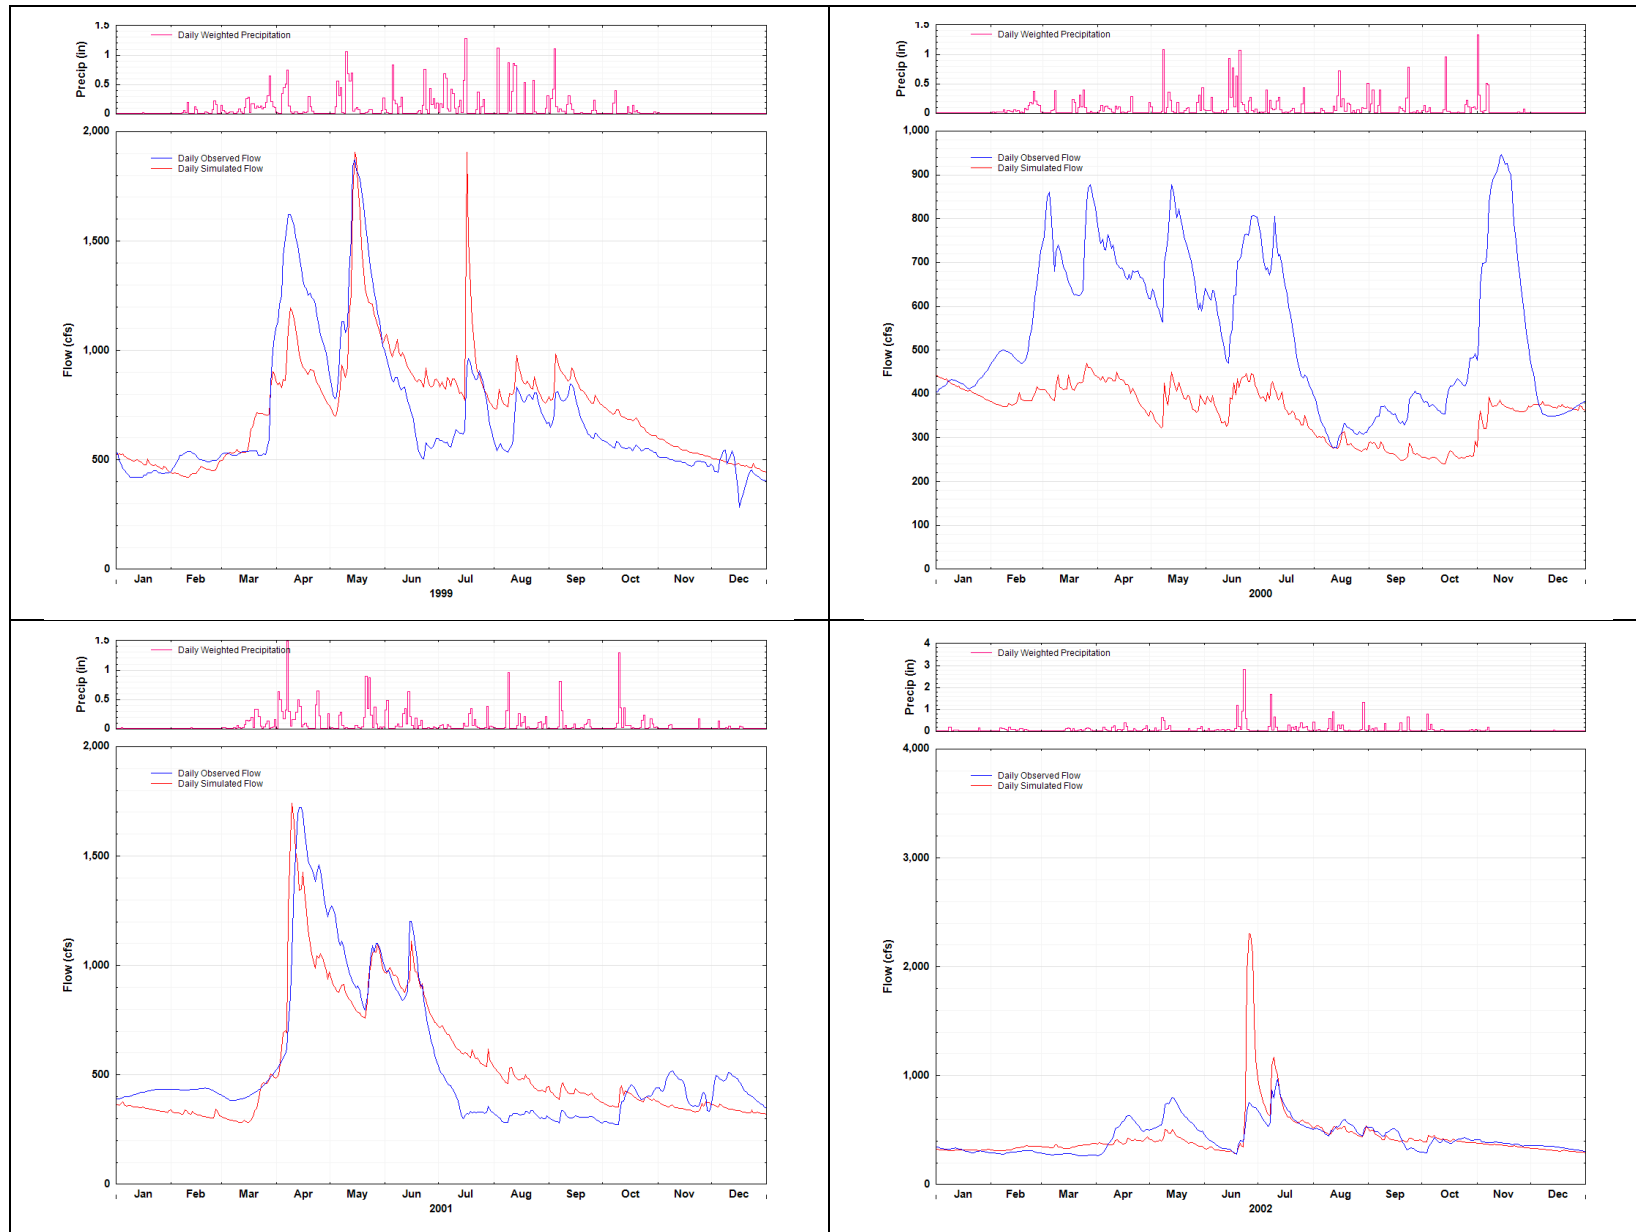 1.5
1
0.5
0
Precip (in)
Daily Weighted Precipitation
2,000
1,500
1,000
500
0
Flow (cfs)
Daily Observed Flow
Daily Simulated Flow
Jan Feb Mar Apr May Jun Jul Aug Sep Oct Nov Dec
1999
1.5
1
0.5
0
Precip (in)
Daily Weighted Precipitation
1,000
900
800
700
600
500
400
300
200
100
0
Flow (cfs)
Daily Observed Flow
Daily Simulated Flow
Jan Feb Mar Apr May Jun Jul Aug Sep Oct Nov Dec
2000
1.5
1
0.5
0
Precip (in)
Daily Weighted Precipitation
2,000
1,500
1,000
500
0
Flow (cfs)
Daily Observed Flow
Daily Simulated Flow
Jan Feb Mar Apr May Jun Jul Aug Sep Oct Nov Dec
2001
4
3
2
1
0
Precip (in)
Daily Weighted Precipitation
4,000
3,000
2,000
1,000
0
Flow (cfs)
Daily Observed Flow
Daily Simulated Flow
Jan Feb Mar Apr May Jun Jul Aug Sep Oct Nov Dec
2002